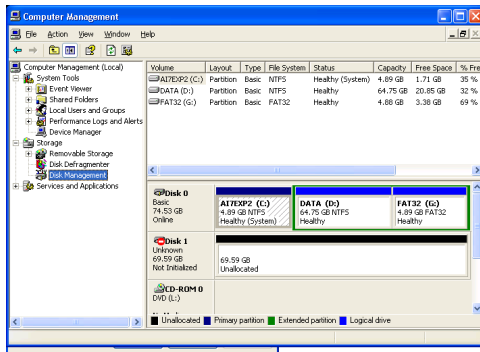 Computer Management
File Action View Window Help
Computer Management (Local)
System Tools
Event Viewer
Shared Folders
Local Users and Groups
Performance Logs and Alerts
Device Manager
Storage
Removable Storage
Disk Defragmenter
Disk Management
Services and Applications
Volume Layout Type File System Status Capacity Free Space % Fre
AI7EXP2 (C:) Partition Basic NTFS Healthy (System) 4.89 GB 1.71 GB 35 %
DATA (D:) Partition Basic NTFS Healthy 64.75 GB 20.85 GB 32 %
FAT32 (G:) Partition Basic FAT32 Healthy 4.88 GB 3.38 GB 69 %
Disk 0
Basic
74.53 GB
Online
AI7EXP2 (C:)
4.89 GB NTFS
Healthy (System)
DATA (D:)
64.75 GB NTFS
Healthy
FAT32 (G:)
4.89 GB FAT32
Healthy
Disk 1
Unknown
69.59 GB
Not Initialized
69.59 GB
Unallocated
CD-ROM 0
DVD (L:)
Unallocated Primary partition Extended partition Logical drive